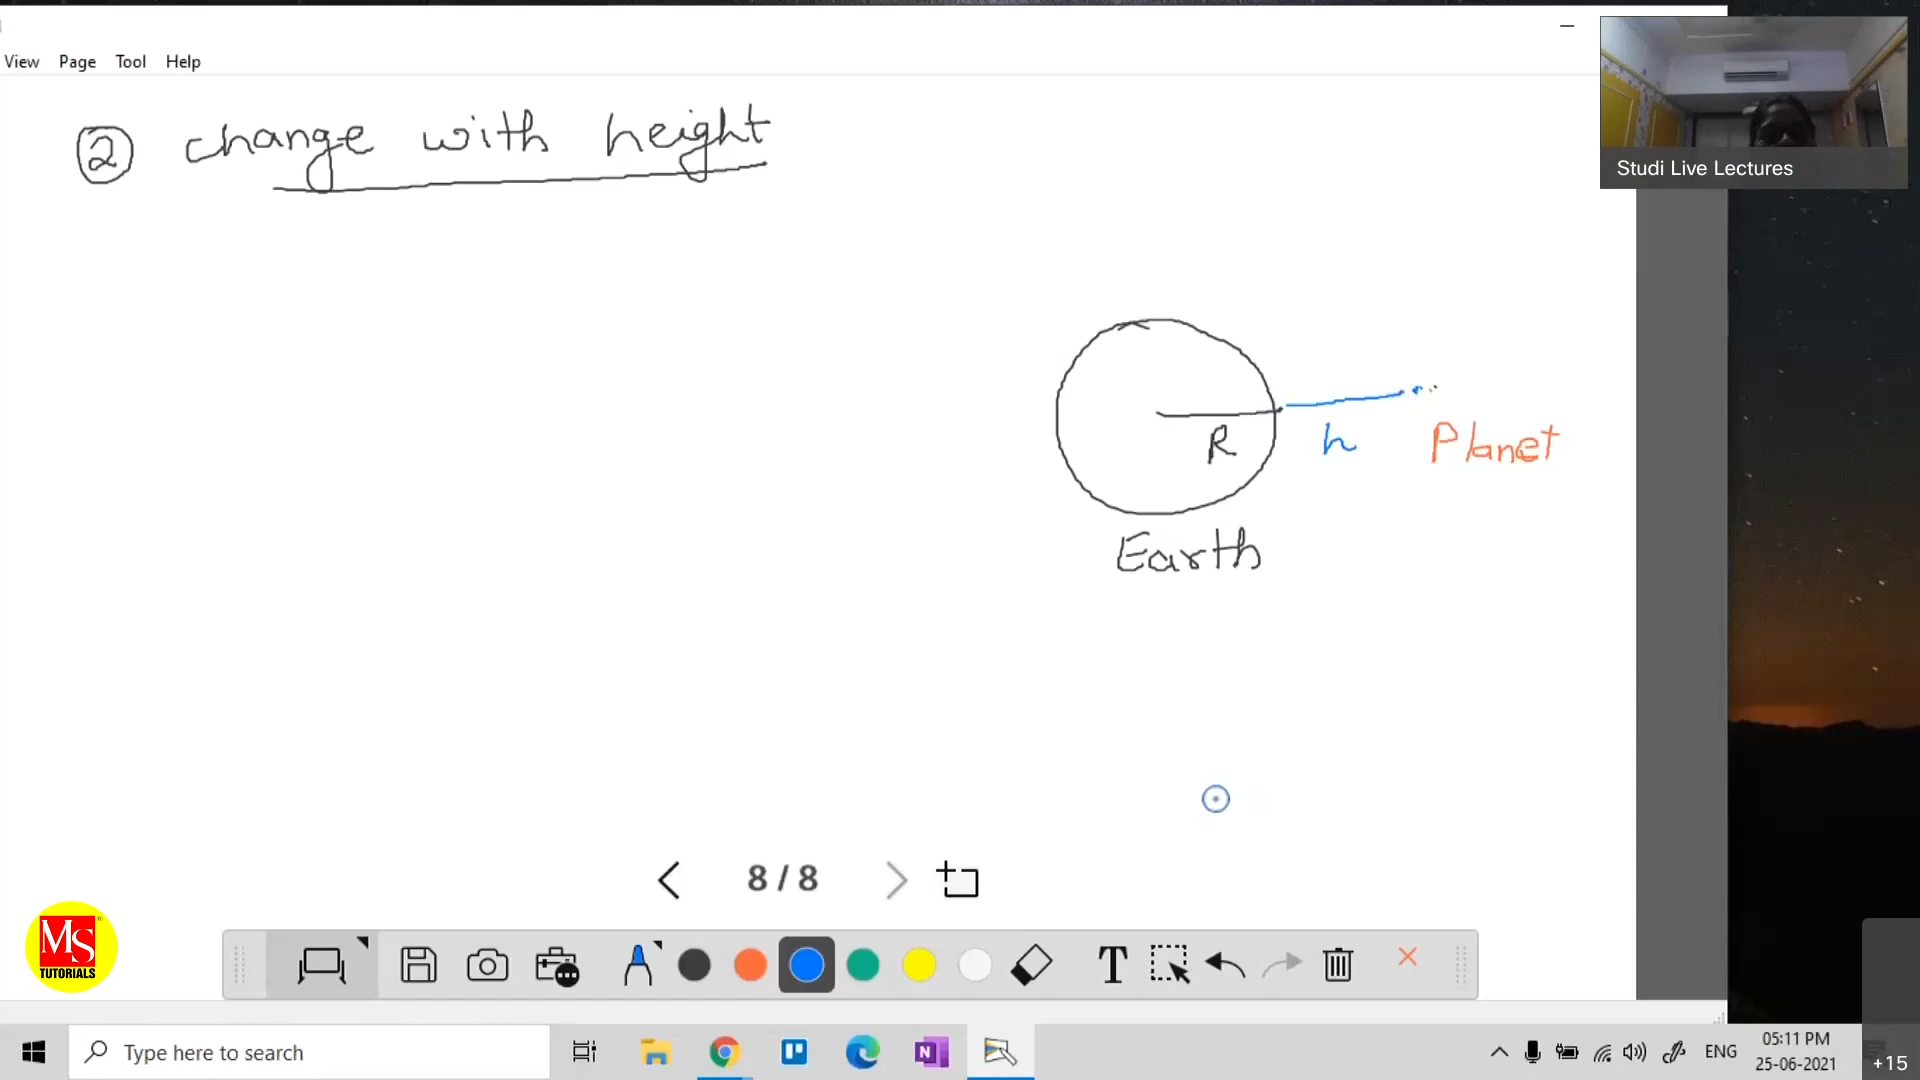 View Page Tool Help
Studi Live Lectures
② change with height
R
h
Planet
Earth
8 / 8
MS
TUTORIALS
T
Type here to search
N
ENG
05:11 PM
25-06-2021
+15